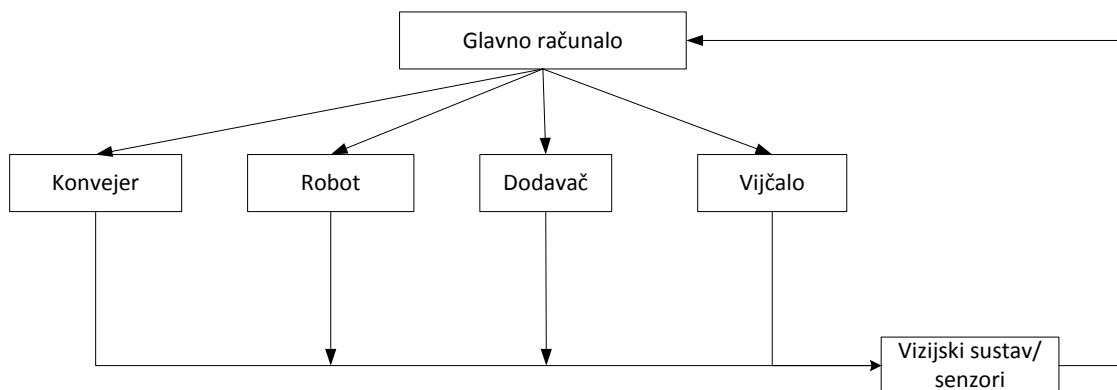 Glavno računalo
Konvejer
Robot
Dodavač
Vijčalo
Vizijski sustav/
senzori